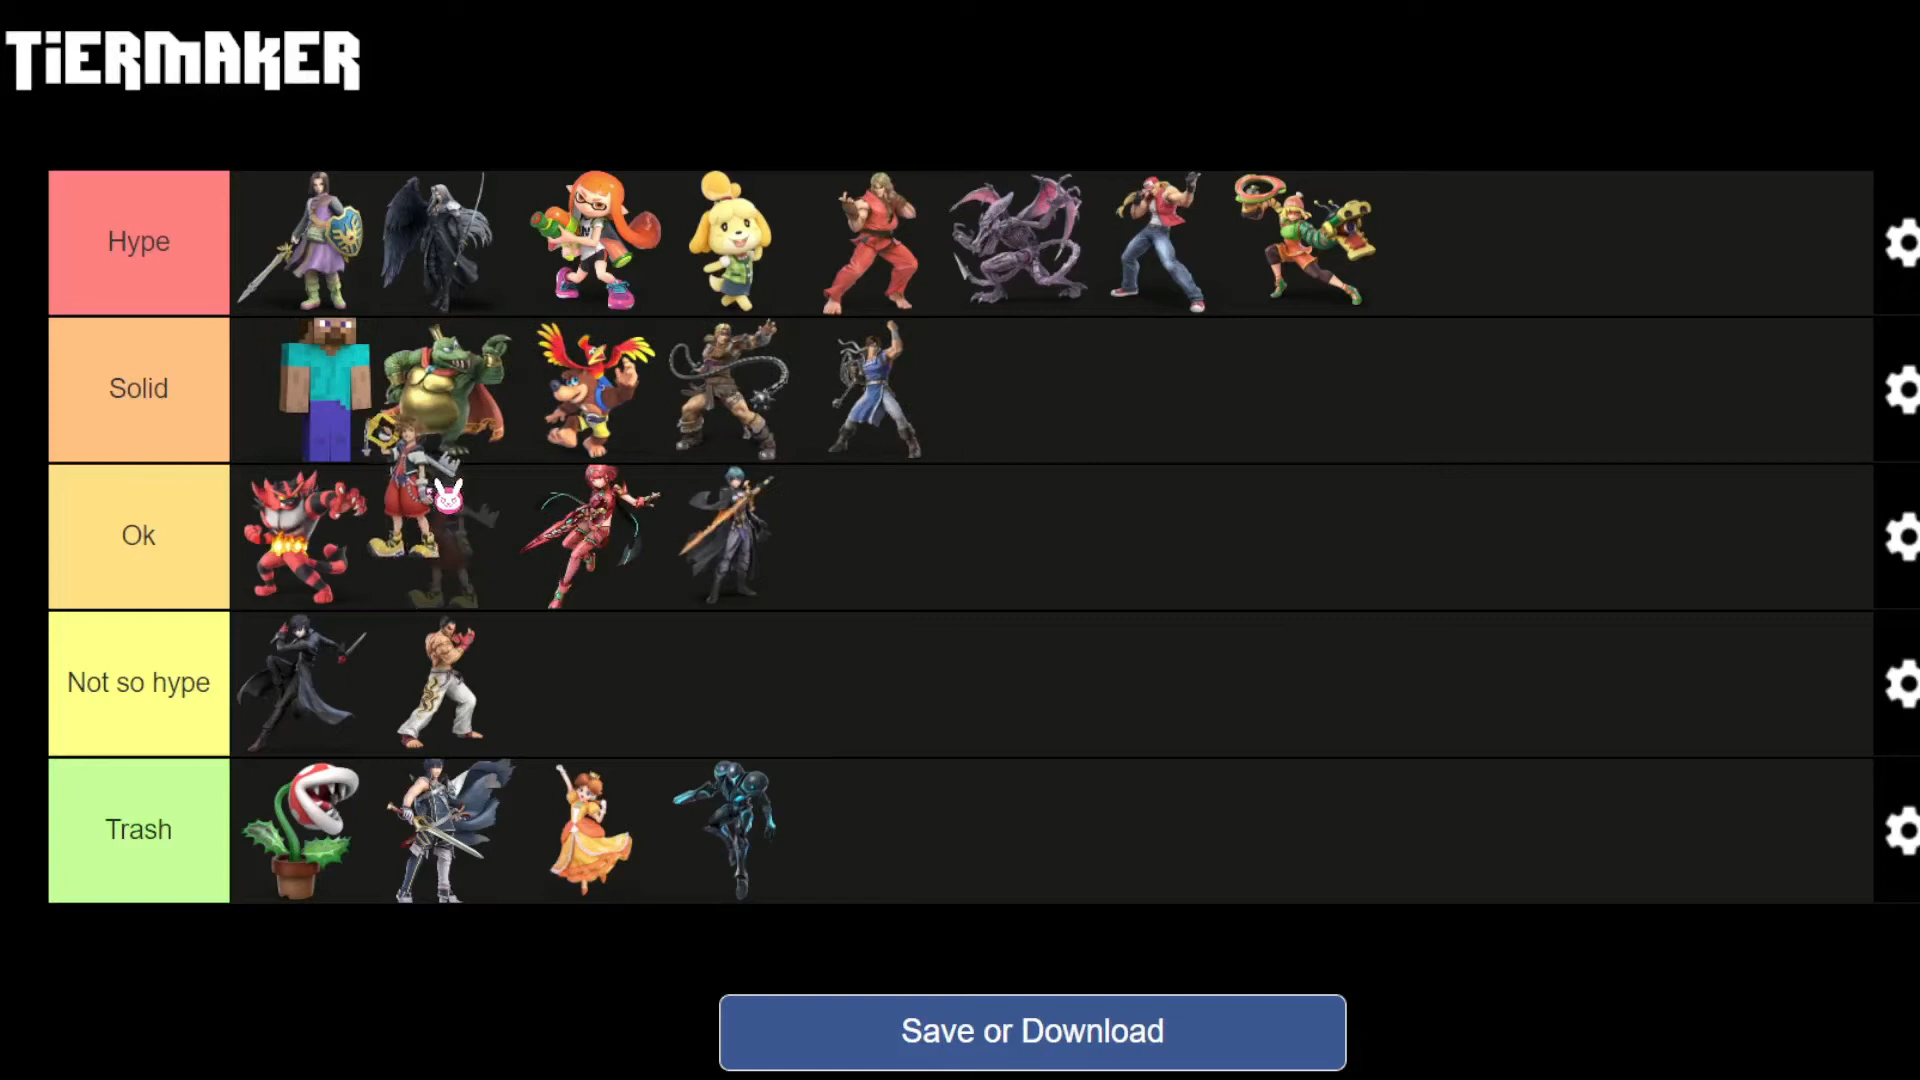 TiERMAKER
Hype
Solid
Ok
Not so hype
Trash
Save or Download